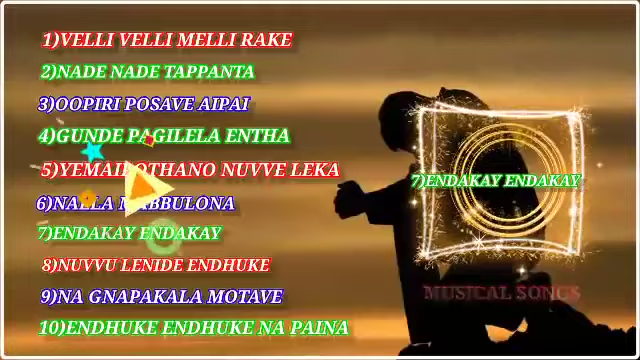 1)VELLI VELLI MELLI RAKE
2)NADE NADE TAPPANTA
3)OOPIRI POSAVE AIPAI
4)GUNDE PAGILELA ENTHA
NUVVE LEKA
6)NALLA
7)ENDAKAY ENDAKAY
8)NUVVU LENIDE ENDHUKE
9)NA GNAPAKALA MOTAVE
10)ENDHUKE ENDHUKE NA PAINA
7)ENDAKAY ENDAKAY
MUSICAL SONGS